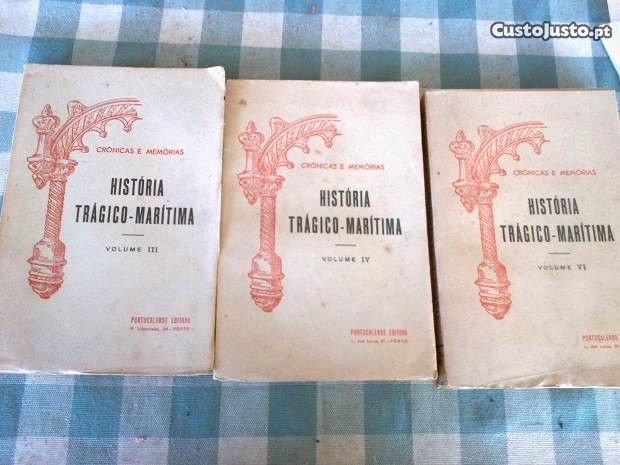 CustoJusto.pt
CRÓNICAS E MEMÓRIAS
HISTÓRIA
TRÁGICO-MARÍTIMA
VOLUME III
PORTUCALENSE EDITORA
CRÓNICAS E MEMÓRIAS
HISTÓRIA
TRÁGICO-MARÍTIMA
VOLUME IV
PORTUCALENSE EDITORA
CRÓNICAS E MEMÓRIAS
HISTÓRIA
TRÁGICO-MARÍTIMA
VOLUME VI
PORTUCALENSE